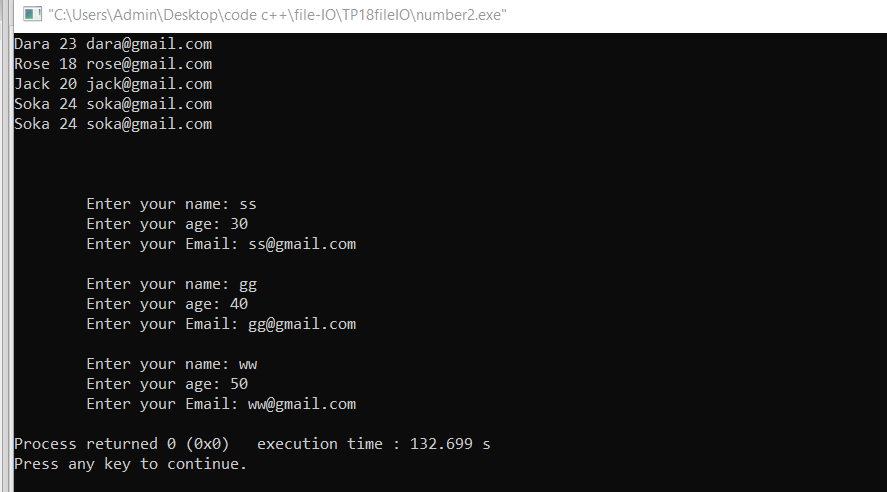 "C:\Users\Admin\Desktop\code c++\file-IO\TP18fileIO\number2.exe"
Dara 23 dara@gmail.com
Rose 18 rose@gmail.com
Jack 20 jack@gmail.com
Soka 24 soka@gmail.com
Soka 24 soka@gmail.com
Enter your name: ss
Enter your age: 30
Enter your Email: ss@gmail.com
Enter your name: gg
Enter your age: 40
Enter your Email: gg@gmail.com
Enter your name: ww
Enter your age: 50
Enter your Email: ww@gmail.com
Process returned 0 (0x0)   execution time : 132.699 s
Press any key to continue.